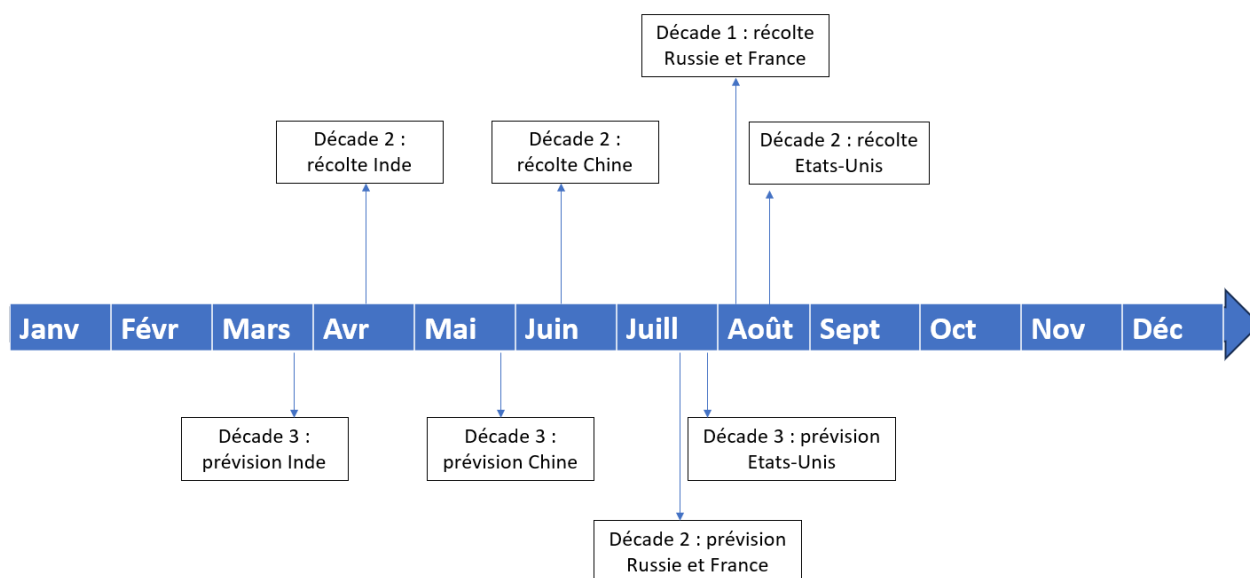 Décade 1 : récolte
Russie et France
Décade 2 :
récolte Inde
Décade 2 :
récolte Chine
Décade 2 : récolte
Etats-Unis
Janv
Févr
Mars
Avr
Mai
Juin
Juill
Août
Sept
Oct
Nov
Déc
Décade 3 :
prévision Inde
Décade 3 :
prévision Chine
Décade 3 : prévision
Etats-Unis
Décade 2 : prévision
Russie et France